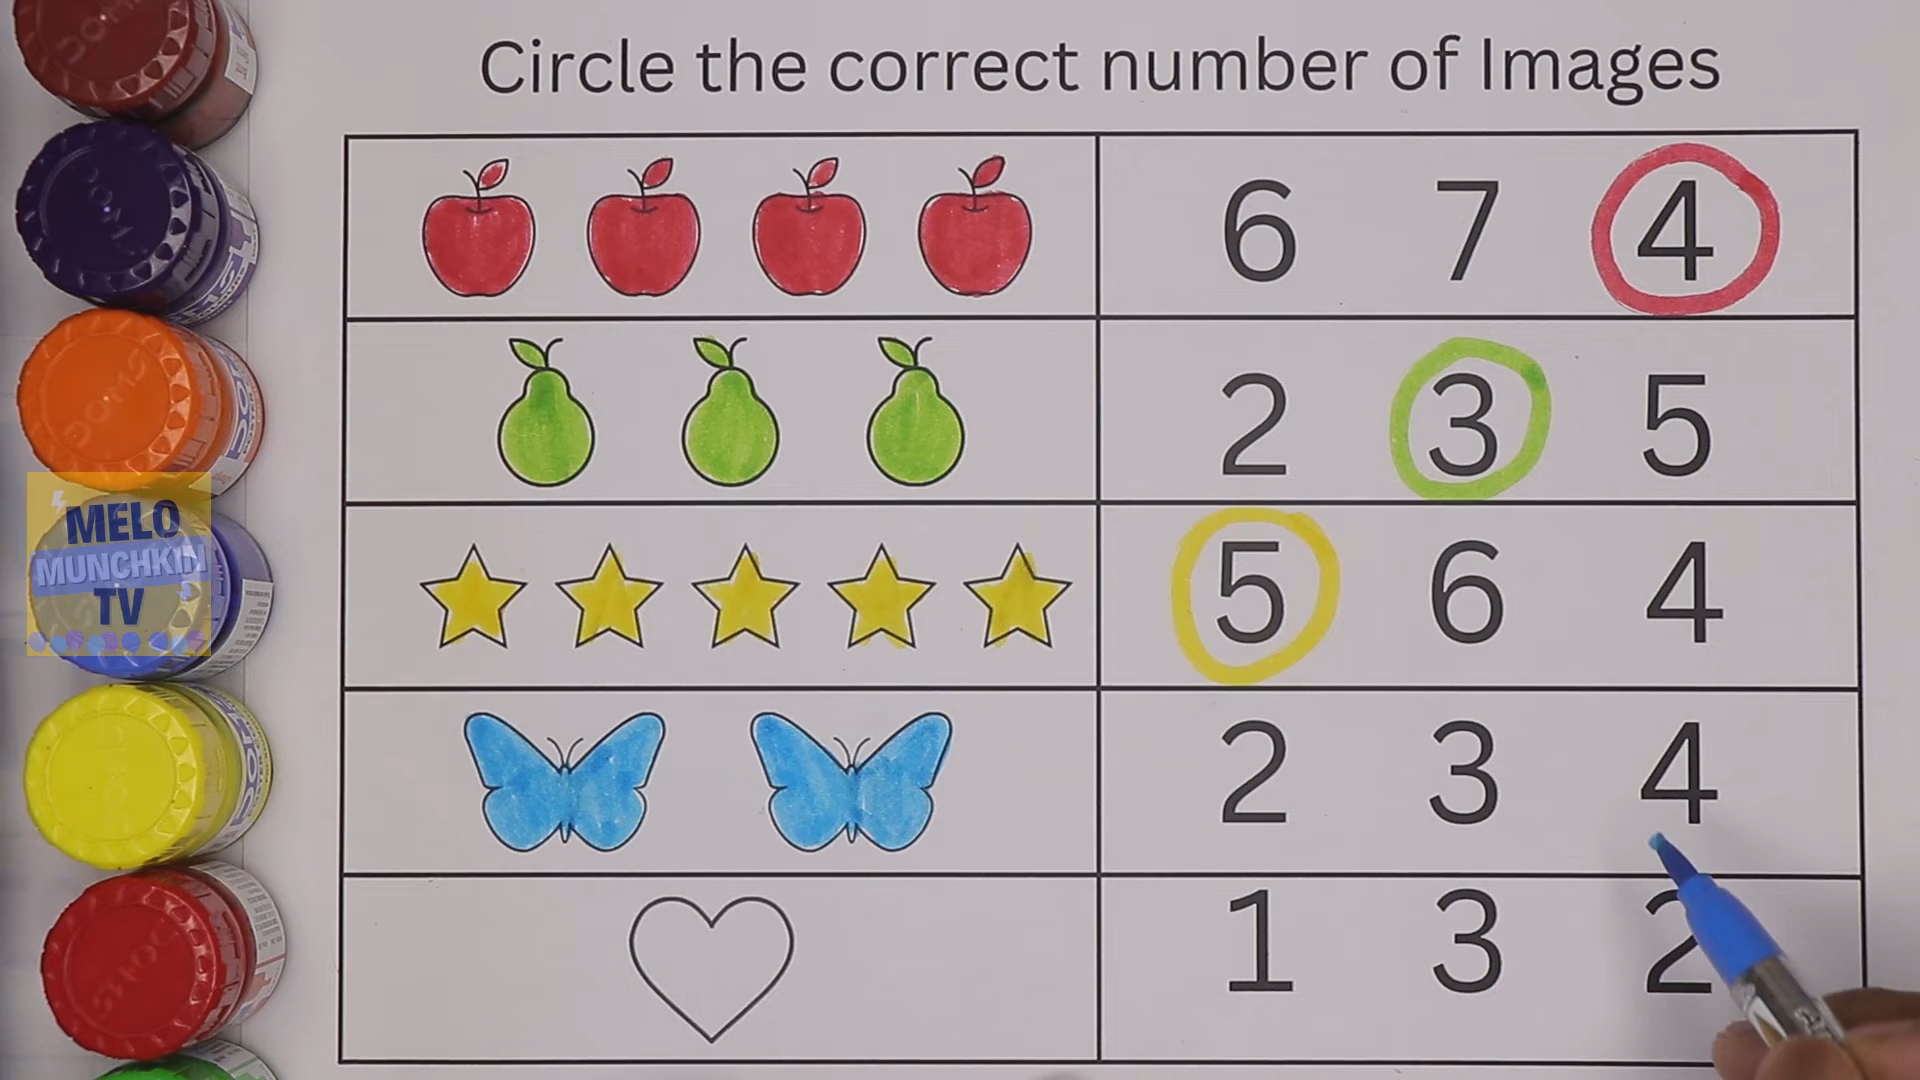 Circle the correct number of Images
6 7 4
2 3 5
5 6 4
2 3 4
1 3 2
MELO
MUNCHKIN
TV
DOMS